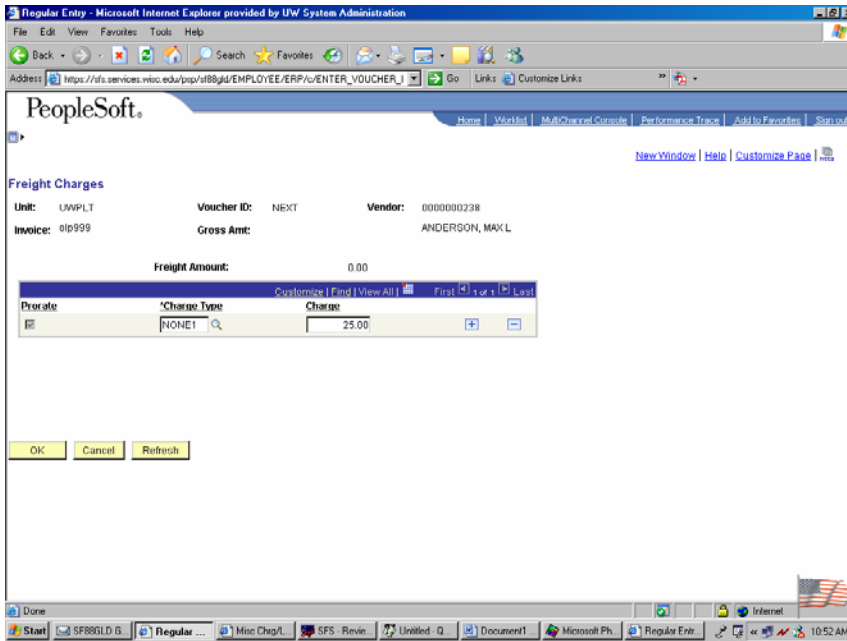 Regular Entry - Microsoft Internet Explorer provided by UW System Administration
File Edit View Favorites Tools Help
Back Search Favorites
Address https://sfs.services.wisc.edu/psp/sf88gld/EMPLOYEE/ERP/c/ENTER_VOUCHER_I Go Links Customize Links »
PeopleSoft.
Home | Worklist | MultiChannel Console | Performance Trace | Add to Favorites | Sign out
New Window | Help | Customize Page | http
Freight Charges
Unit: UWPLT Voucher ID: NEXT Vendor: 0000000238
Invoice: olp999 Gross Amt: ANDERSON, MAX L
Freight Amount: 0.00
Customize | Find | View All | First 1 of 1 Last
Prorate *Charge Type Charge
NONE1 25.00
OK Cancel Refresh
Done Internet
Start SF88GLD G... Regular ... Misc Chrg/L... SFS - Revie... Untitled - Q... Document1 ... Microsoft Ph... Regular Entr... « 10:52 AM